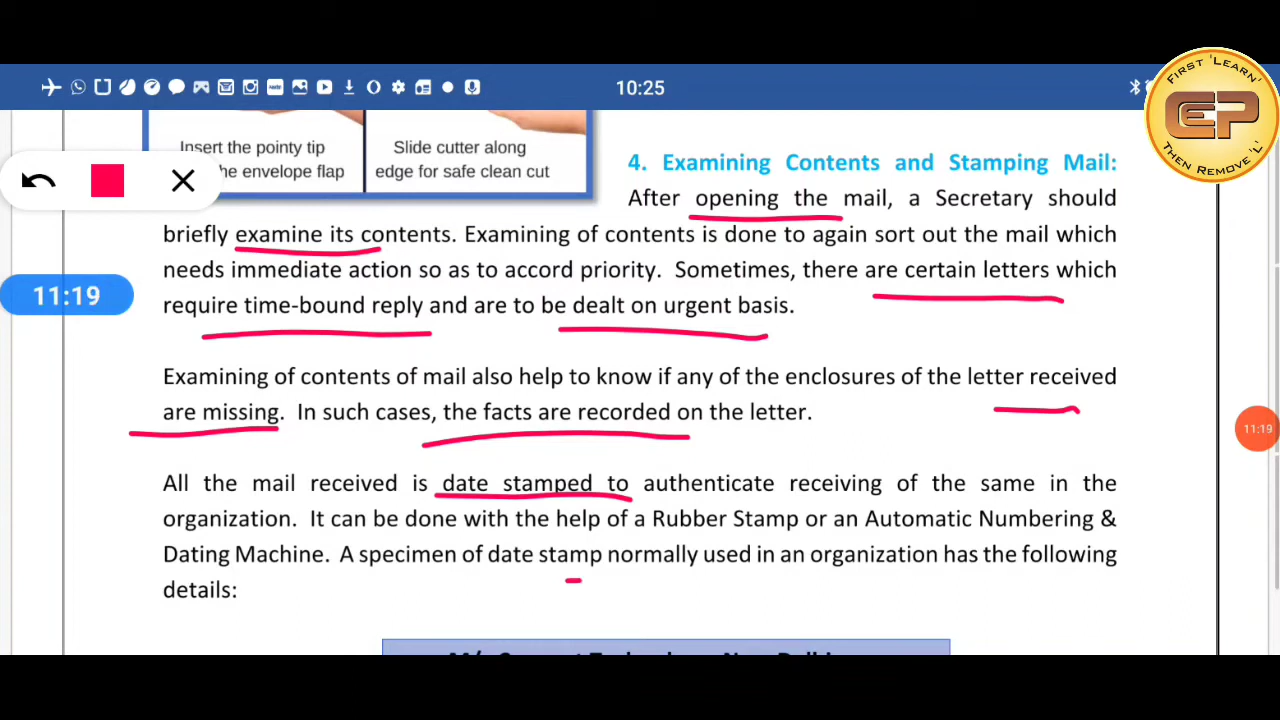 10:25
FIRST 'LEARN'
EP
THEN REMOVE 'L'
Insert the pointy tip
he envelope flap
Slide cutter along
edge for safe clean cut
4. Examining Contents and Stamping Mail:
After opening the mail, a Secretary should
briefly examine its contents. Examining of contents is done to again sort out the mail which
needs immediate action so as to accord priority. Sometimes, there are certain letters which
11:19
require time-bound reply and are to be dealt on urgent basis.
Examining of contents of mail also help to know if any of the enclosures of the letter received
are missing. In such cases, the facts are recorded on the letter.
11:19
All the mail received is date stamped to authenticate receiving of the same in the
organization. It can be done with the help of a Rubber Stamp or an Automatic Numbering &
Dating Machine. A specimen of date stamp normally used in an organization has the following
details: